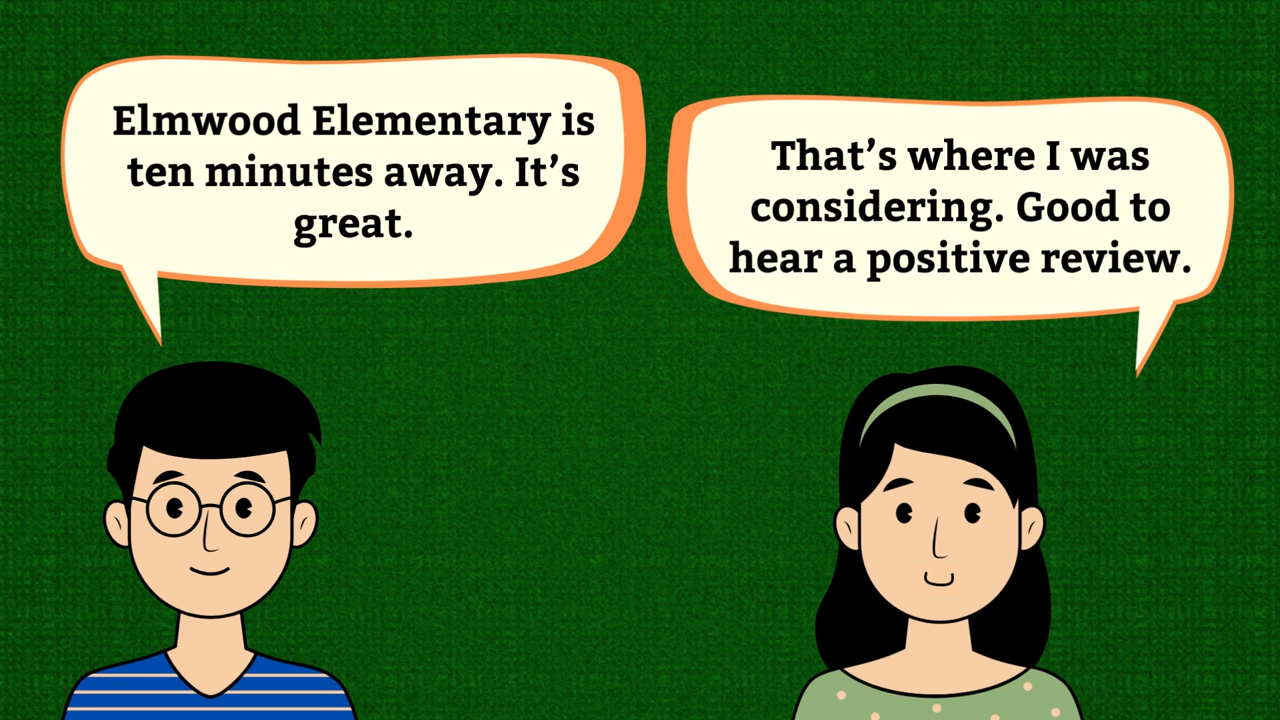 Elmwood Elementary is
ten minutes away. It’s
great.
That’s where I was
considering. Good to
hear a positive review.